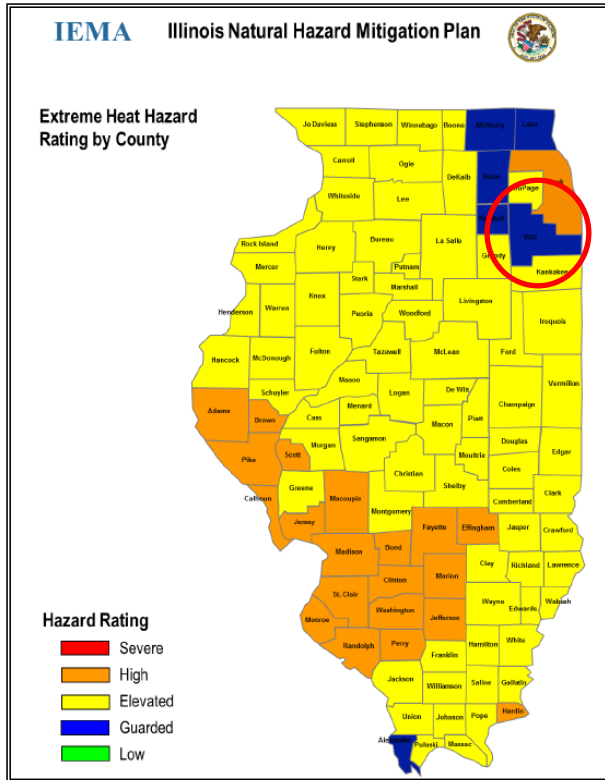 IEMA Illinois Natural Hazard Mitigation Plan
Extreme Heat Hazard
Rating by County
Jo Daviess Stephenson Winnebago Boone McHenry Lake
Carroll Ogle DeKalb Kane
Whiteside Lee DuPage
Kendall Will
Rock Island Henry Bureau La Salle Grundy
Mercer Stark Putnam Kankakee
Henderson Warren Knox Peoria Marshall Woodford Livingston Iroquois
Hancock McDonough Fulton Tazewell McLean Ford
Schuyler Mason Logan De Witt Champaign Vermilion
Adams Brown Cass Menard Macon Piatt
Pike Scott Morgan Sangamon Moultrie Douglas Edgar
Calhoun Greene Christian Shelby Coles
Jersey Macoupin Montgomery Cumberland Clark
Madison Bond Fayette Effingham Jasper Crawford
Clinton Marion Clay Richland Lawrence
St. Clair Washington Jefferson Wayne Edwards Wabash
Monroe Randolph Perry Hamilton White
Franklin
Jackson Williamson Saline Gallatin
Union Johnson Pope Hardin
Pulaski Massac
Hazard Rating
Severe
High
Elevated
Guarded
Low